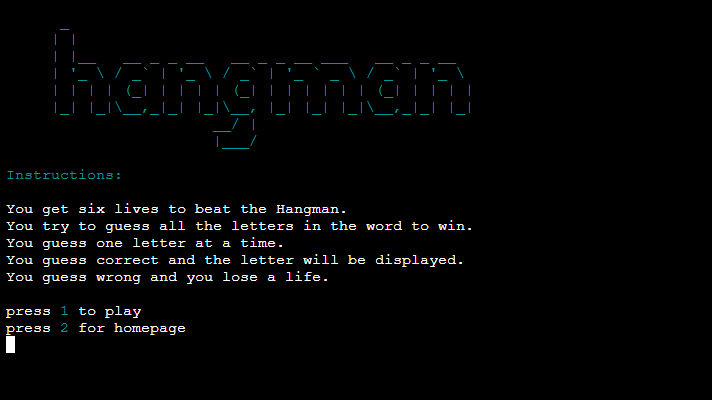 hangman
Instructions:
You get six lives to beat the Hangman.
You try to guess all the letters in the word to win.
You guess one letter at a time.
You guess correct and the letter will be displayed.
You guess wrong and you lose a life.
press 1 to play
press 2 for homepage